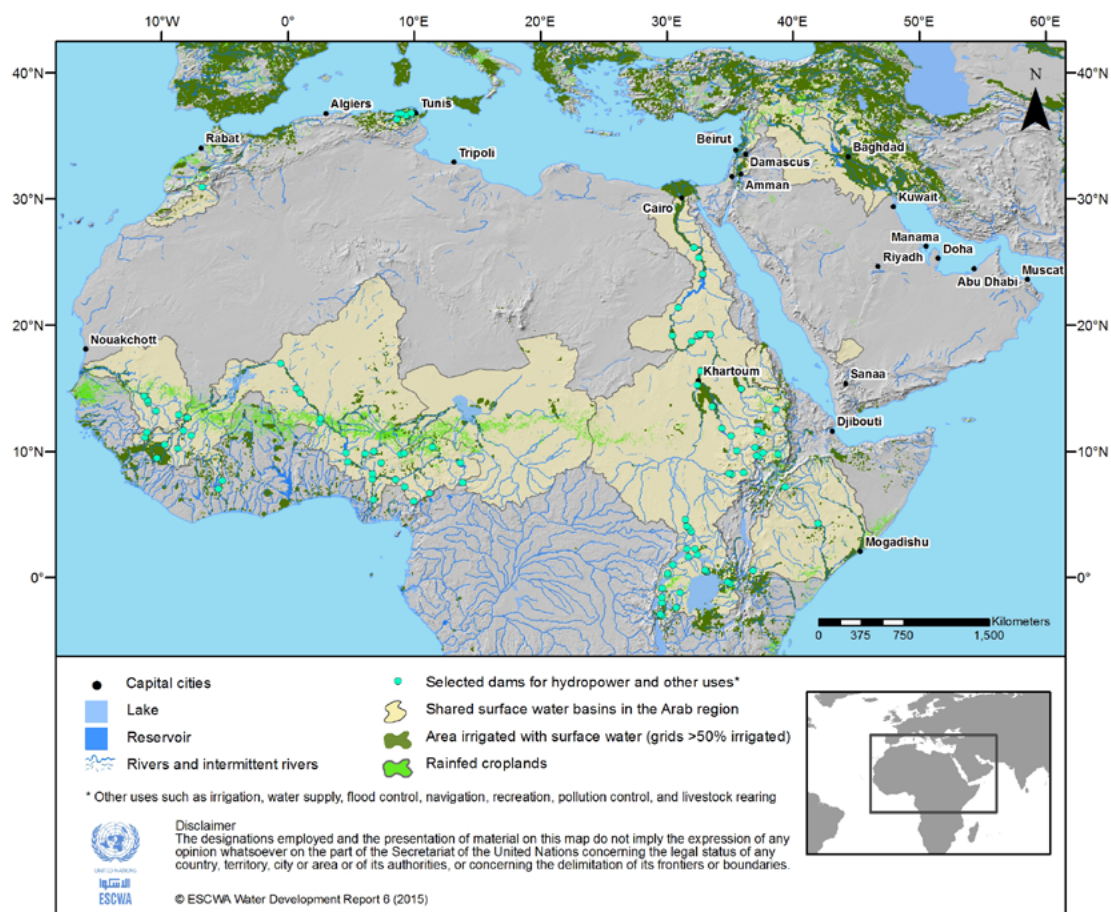 10°W 0° 10°E 20°E 30°E 40°E 50°E 60°E
40°N 40°N
N
Algiers Tunis
Rabat
Tripoli
Beirut
Baghdad
Damascus
Amman
30°N 30°N
Cairo
Kuwait
Manama
Doha
Riyadh
Abu Dhabi
Muscat
20°N 20°N
Nouakchott
Khartoum
Sanaa
Djibouti
10°N 10°N
Mogadishu
0° 0°
Kilometers
0 375 750 1,500
Capital cities
Lake
Reservoir
Rivers and intermittent rivers
Selected dams for hydropower and other uses*
Shared surface water basins in the Arab region
Area irrigated with surface water (grids >50% irrigated)
Rainfed croplands
* Other uses such as irrigation, water supply, flood control, navigation, recreation, pollution control, and livestock rearing
Disclaimer
The designations employed and the presentation of material on this map do not imply the expression of any
opinion whatsoever on the part of the Secretariat of the United Nations concerning the legal status of any
country, territory, city or area or of its authorities, or concerning the delimitation of its frontiers or boundaries.
UNITED NATIONS
الاسكوا
ESCWA
© ESCWA Water Development Report 6 (2015)